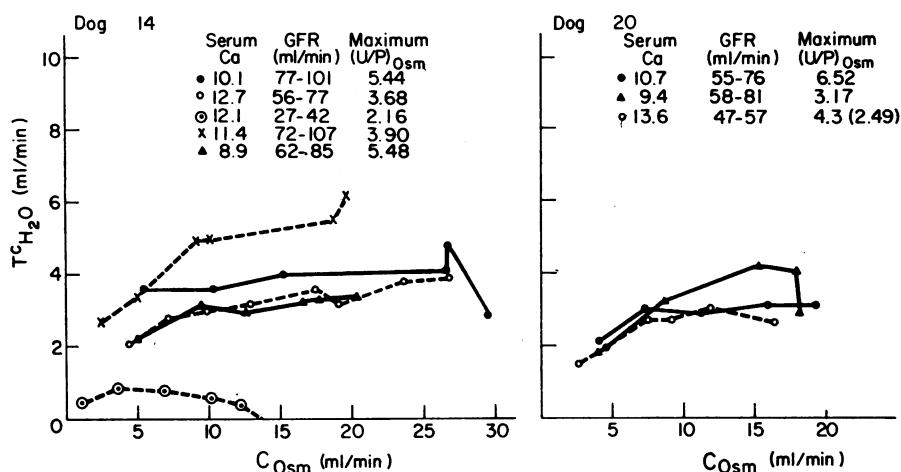 Dog 14
Serum GFR Maximum
Ca (ml/min) (U/P)Osm
10.1 77-101 5.44
12.7 56-77 3.68
12.1 27-42 2.16
11.4 72-107 3.90
8.9 62-85 5.48
10
8
6
4
2
0
TcH2O (ml/min)
5 10 15 20 25 30
COsm (ml/min)
Dog 20
Serum GFR Maximum
Ca (ml/min) (U/P)Osm
10.7 55-76 6.52
9.4 58-81 3.17
13.6 47-57 4.3 (2.49)
5 10 15 20
COsm (ml/min)